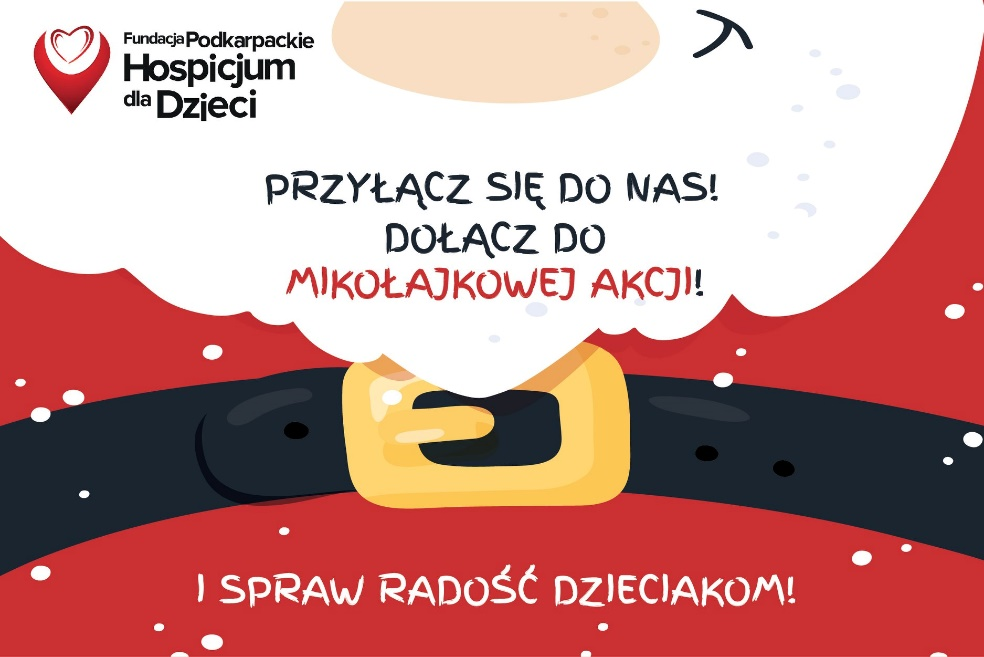 Fundacja Podkarpackie
Hospicjum
dla Dzieci
PRZYŁĄCZ SIĘ DO NAS!
DOŁĄCZ DO
MIKOŁAJKOWEJ AKCJI!
I SPRAW RADOŚĆ DZIECIAKOM!